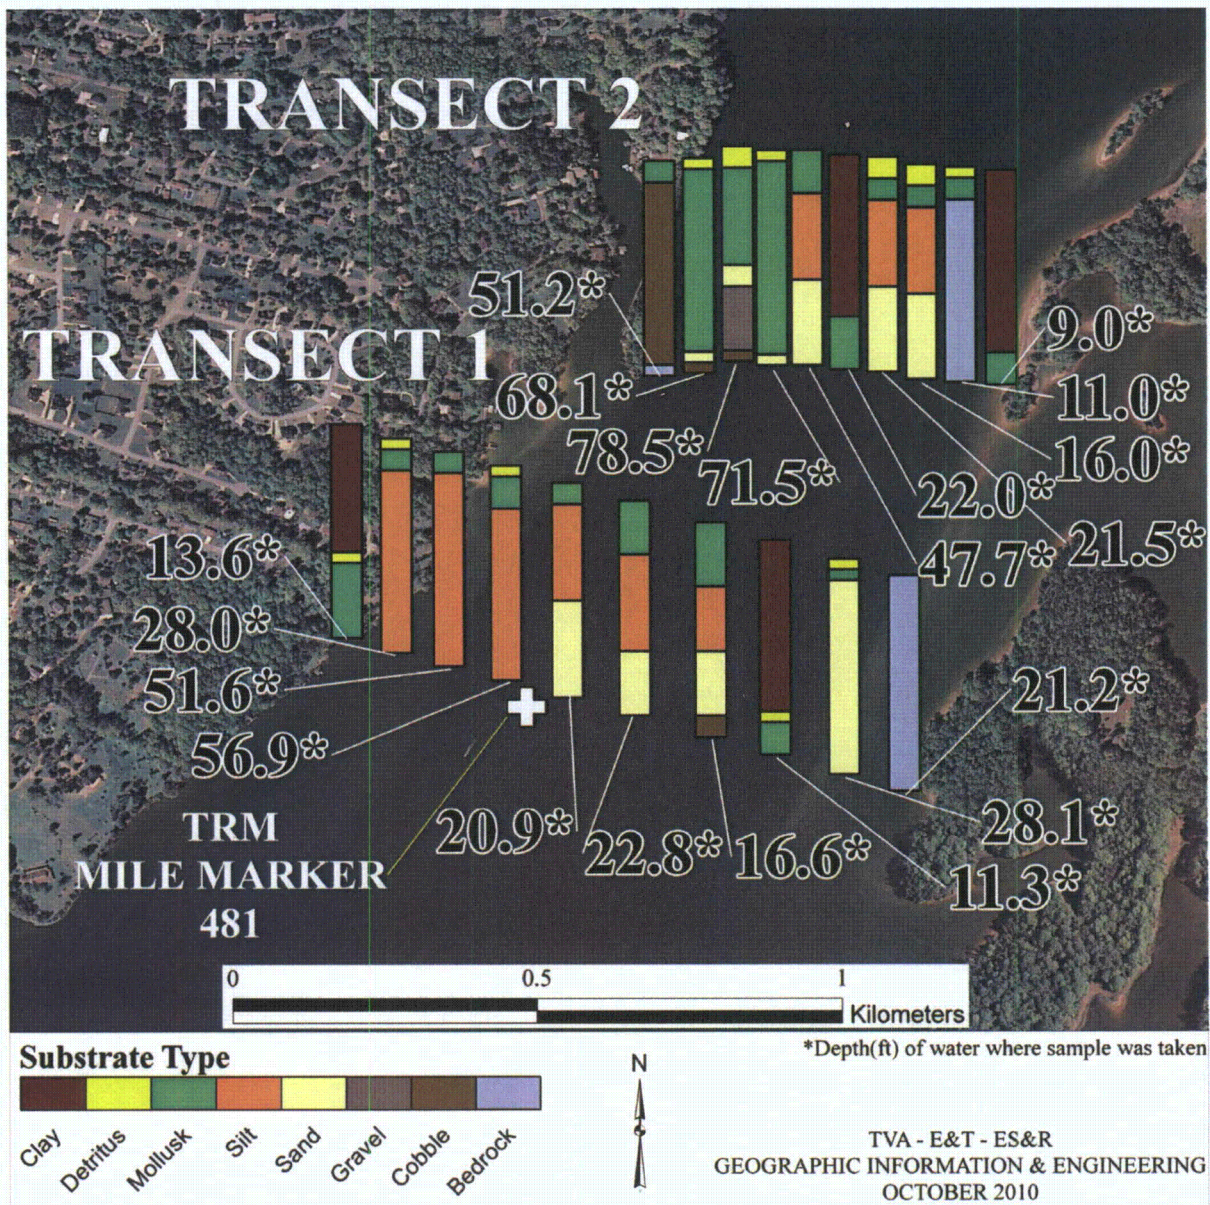 TRANSECT 2
51.2*
9.0*
TRANSECT 1
68.1*
11.0*
78.5*
71.5*
16.0*
22.0*
21.5*
47.7*
13.6*
28.0*
51.6*
21.2*
56.9*
20.9*
22.8*
16.6*
28.1*
11.3*
TRM
MILE MARKER
481
0 0.5 1
Kilometers
*Depth(ft) of water where sample was taken
Substrate Type
Clay
Detritus
Mollusk
Silt
Sand
Gravel
Cobble
Bedrock
N
TVA - E&T - ES&R
GEOGRAPHIC INFORMATION & ENGINEERING
OCTOBER 2010